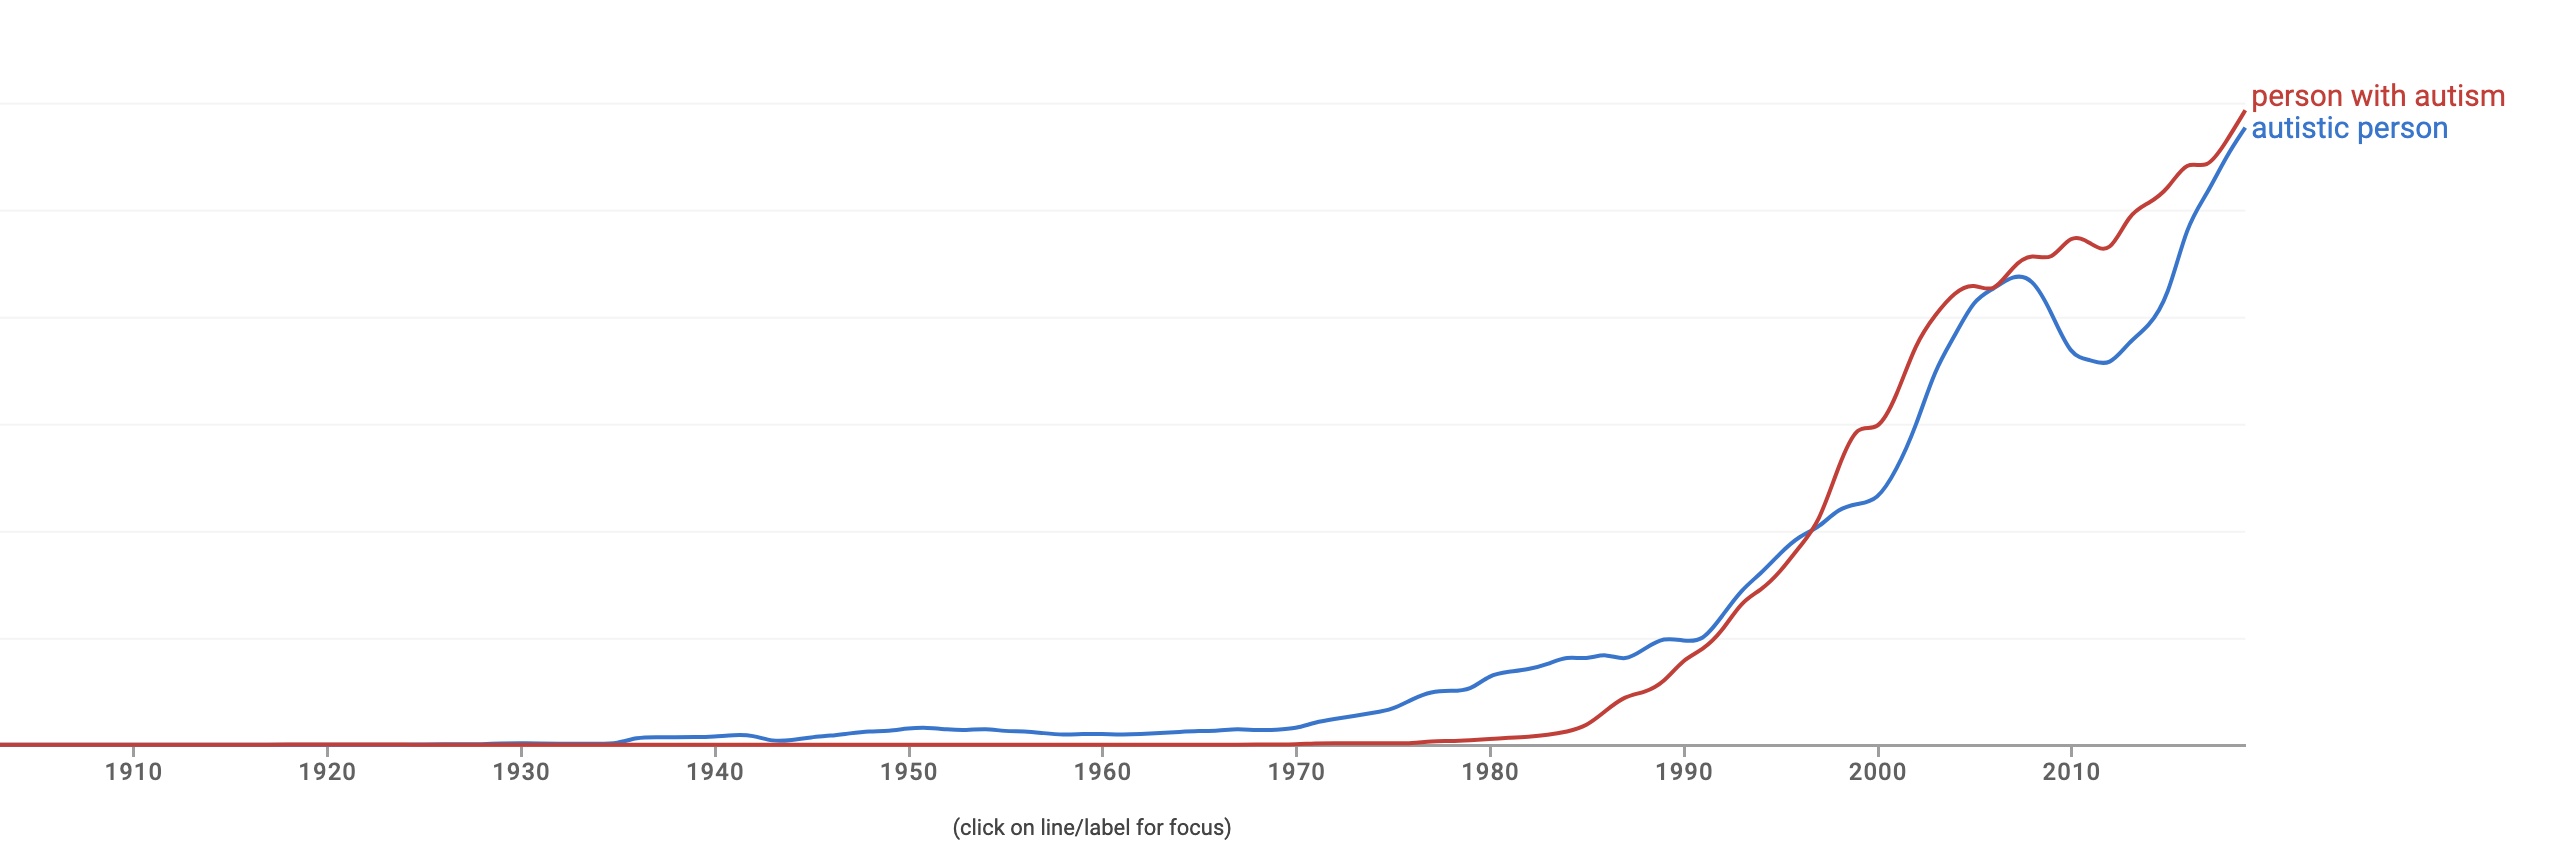 person with autism
autistic person
1910 1920 1930 1940 1950 1960 1970 1980 1990 2000 2010
(click on line/label for focus)